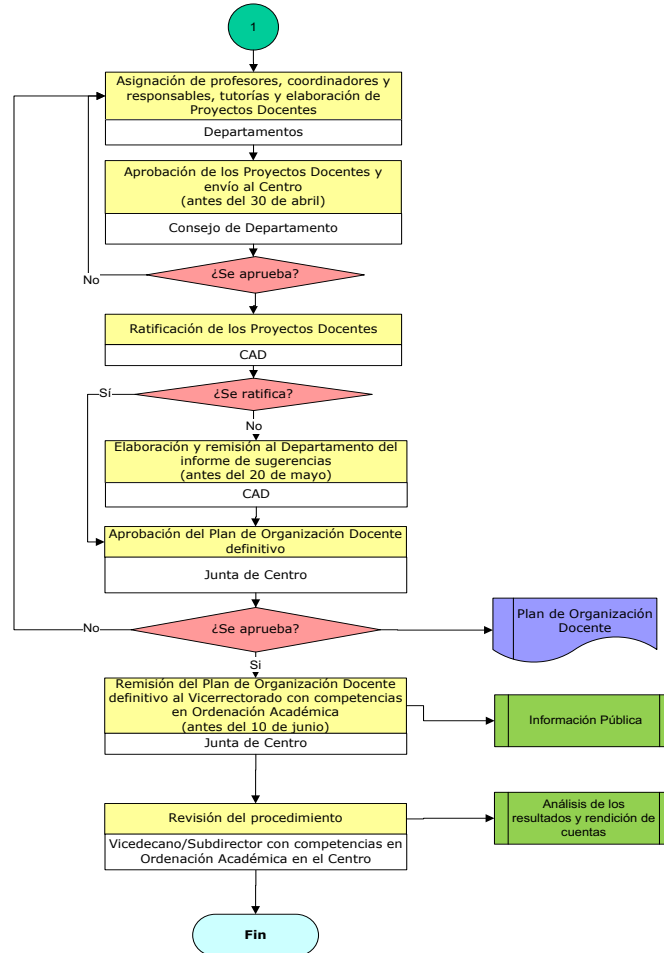 1
Asignación de profesores, coordinadores y
responsables, tutorías y elaboración de
Proyectos Docentes
Departamentos
Aprobación de los Proyectos Docentes y
envío al Centro
(antes del 30 de abril)
Consejo de Departamento
¿Se aprueba?
No
Ratificación de los Proyectos Docentes
CAD
Sí
¿Se ratifica?
No
Elaboración y remisión al Departamento del
informe de sugerencias
(antes del 20 de mayo)
CAD
Aprobación del Plan de Organización Docente
definitivo
Junta de Centro
No
¿Se aprueba?
Plan de Organización
Docente
Si
Remisión del Plan de Organización Docente
definitivo al Vicerrectorado con competencias
en Ordenación Académica
(antes del 10 de junio)
Junta de Centro
Información Pública
Revisión del procedimiento
Vicedecano/Subdirector con competencias en
Ordenación Académica en el Centro
Análisis de los
resultados y rendición de
cuentas
Fin